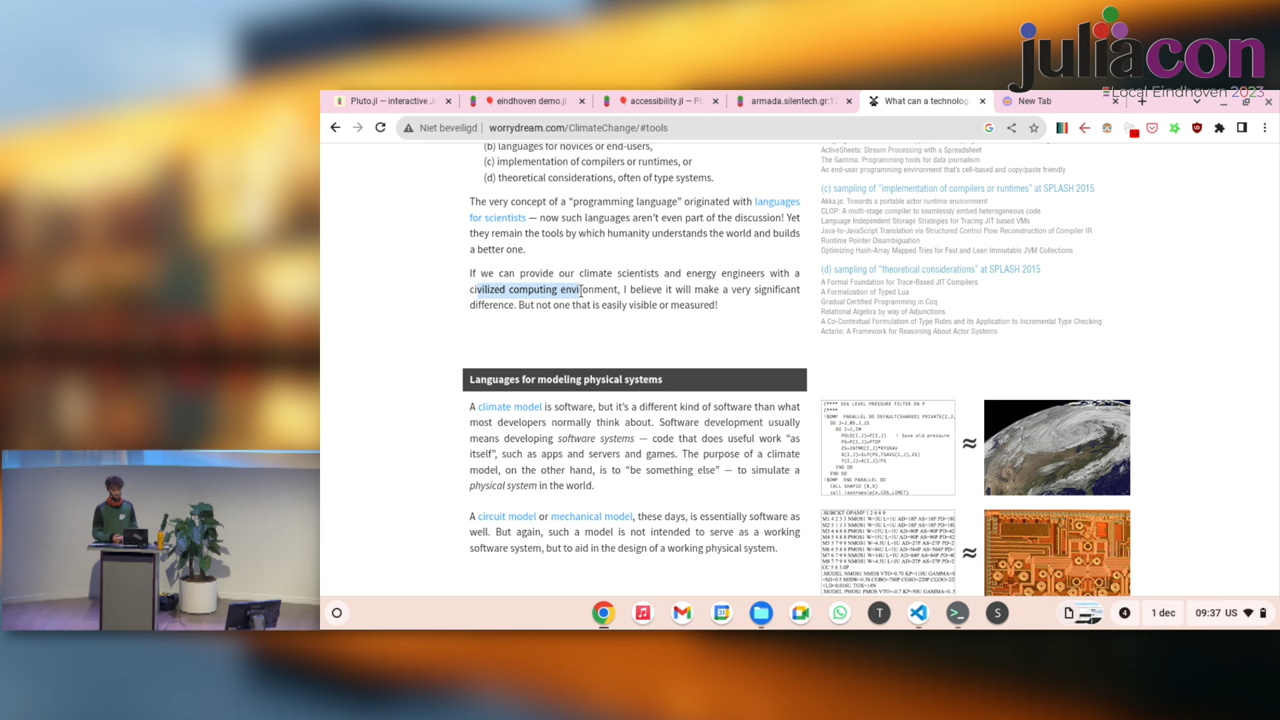 juliacon
Local Eindhoven 2023
Pluto.jl – interactive J
eindhoven demo.jl
accessibility.jl — Pl
armada.silentech.gr:1
What can a technolog
New Tab
Niet beveiligd
worrydream.com/ClimateChange/#tools
(b) languages for novices or end-users,
(c) implementation of compilers or runtimes, or
(d) theoretical considerations, often of type systems.
The very concept of a “programming language” originated with languages
for scientists — now such languages aren’t even part of the discussion! Yet
they remain the tools by which humanity understands the world and builds
a better one.
If we can provide our climate scientists and energy engineers with a
civilized computing environment, I believe it will make a very significant
difference. But not one that is easily visible or measured!
ActiveSheets: Stream Processing with a Spreadsheet
The Gamma: Programming tools for data journalism
An end-user programming environment that’s cell-based and copy/paste friendly
(c) sampling of “implementation of compilers or runtimes” at SPLASH 2015
Akka.js: Towards a portable actor runtime environment
CLOP: A multi-stage compiler to seamlessly embed heterogeneous code
Language Independent Storage Strategies for Tracing JIT based VMs
Java-to-JavaScript Translation via Structured Control Flow Reconstruction of Compiler IR
Runtime Pointer Disambiguation
Optimizing Hash-Array Mapped Tries for Fast and Lean Immutable JVM Collections
(d) sampling of “theoretical considerations” at SPLASH 2015
A Formal Foundation for Trace-Based JIT Compilers
A Formalization of Typed Lua
Gradual Certified Programming in Coq
Relational Algebra by way of Adjunctions
A Co-Contextual Formulation of Type Rules and Its Application to Incremental Type Checking
Actario: A Framework for Reasoning About Actor Systems
Languages for modeling physical systems
A climate model is software, but it’s a different kind of software than what
most developers normally think about. Software development usually
means developing software systems — code that does useful work “as
itself”, such as apps and servers and games. The purpose of a climate
model, on the other hand, is to “be something else” — to simulate a
physical system in the world.
A circuit model or mechanical model, these days, is essentially software as
well. But again, such a model is not intended to serve as a working
software system, but to aid in the design of a working physical system.
C**** SEA LEVEL PRESSURE FILTER ON P
C****
DO I=1,IM
! Save old pressure
END DO
END DO
≈
≈
T
S
4
1 dec
09:37 US